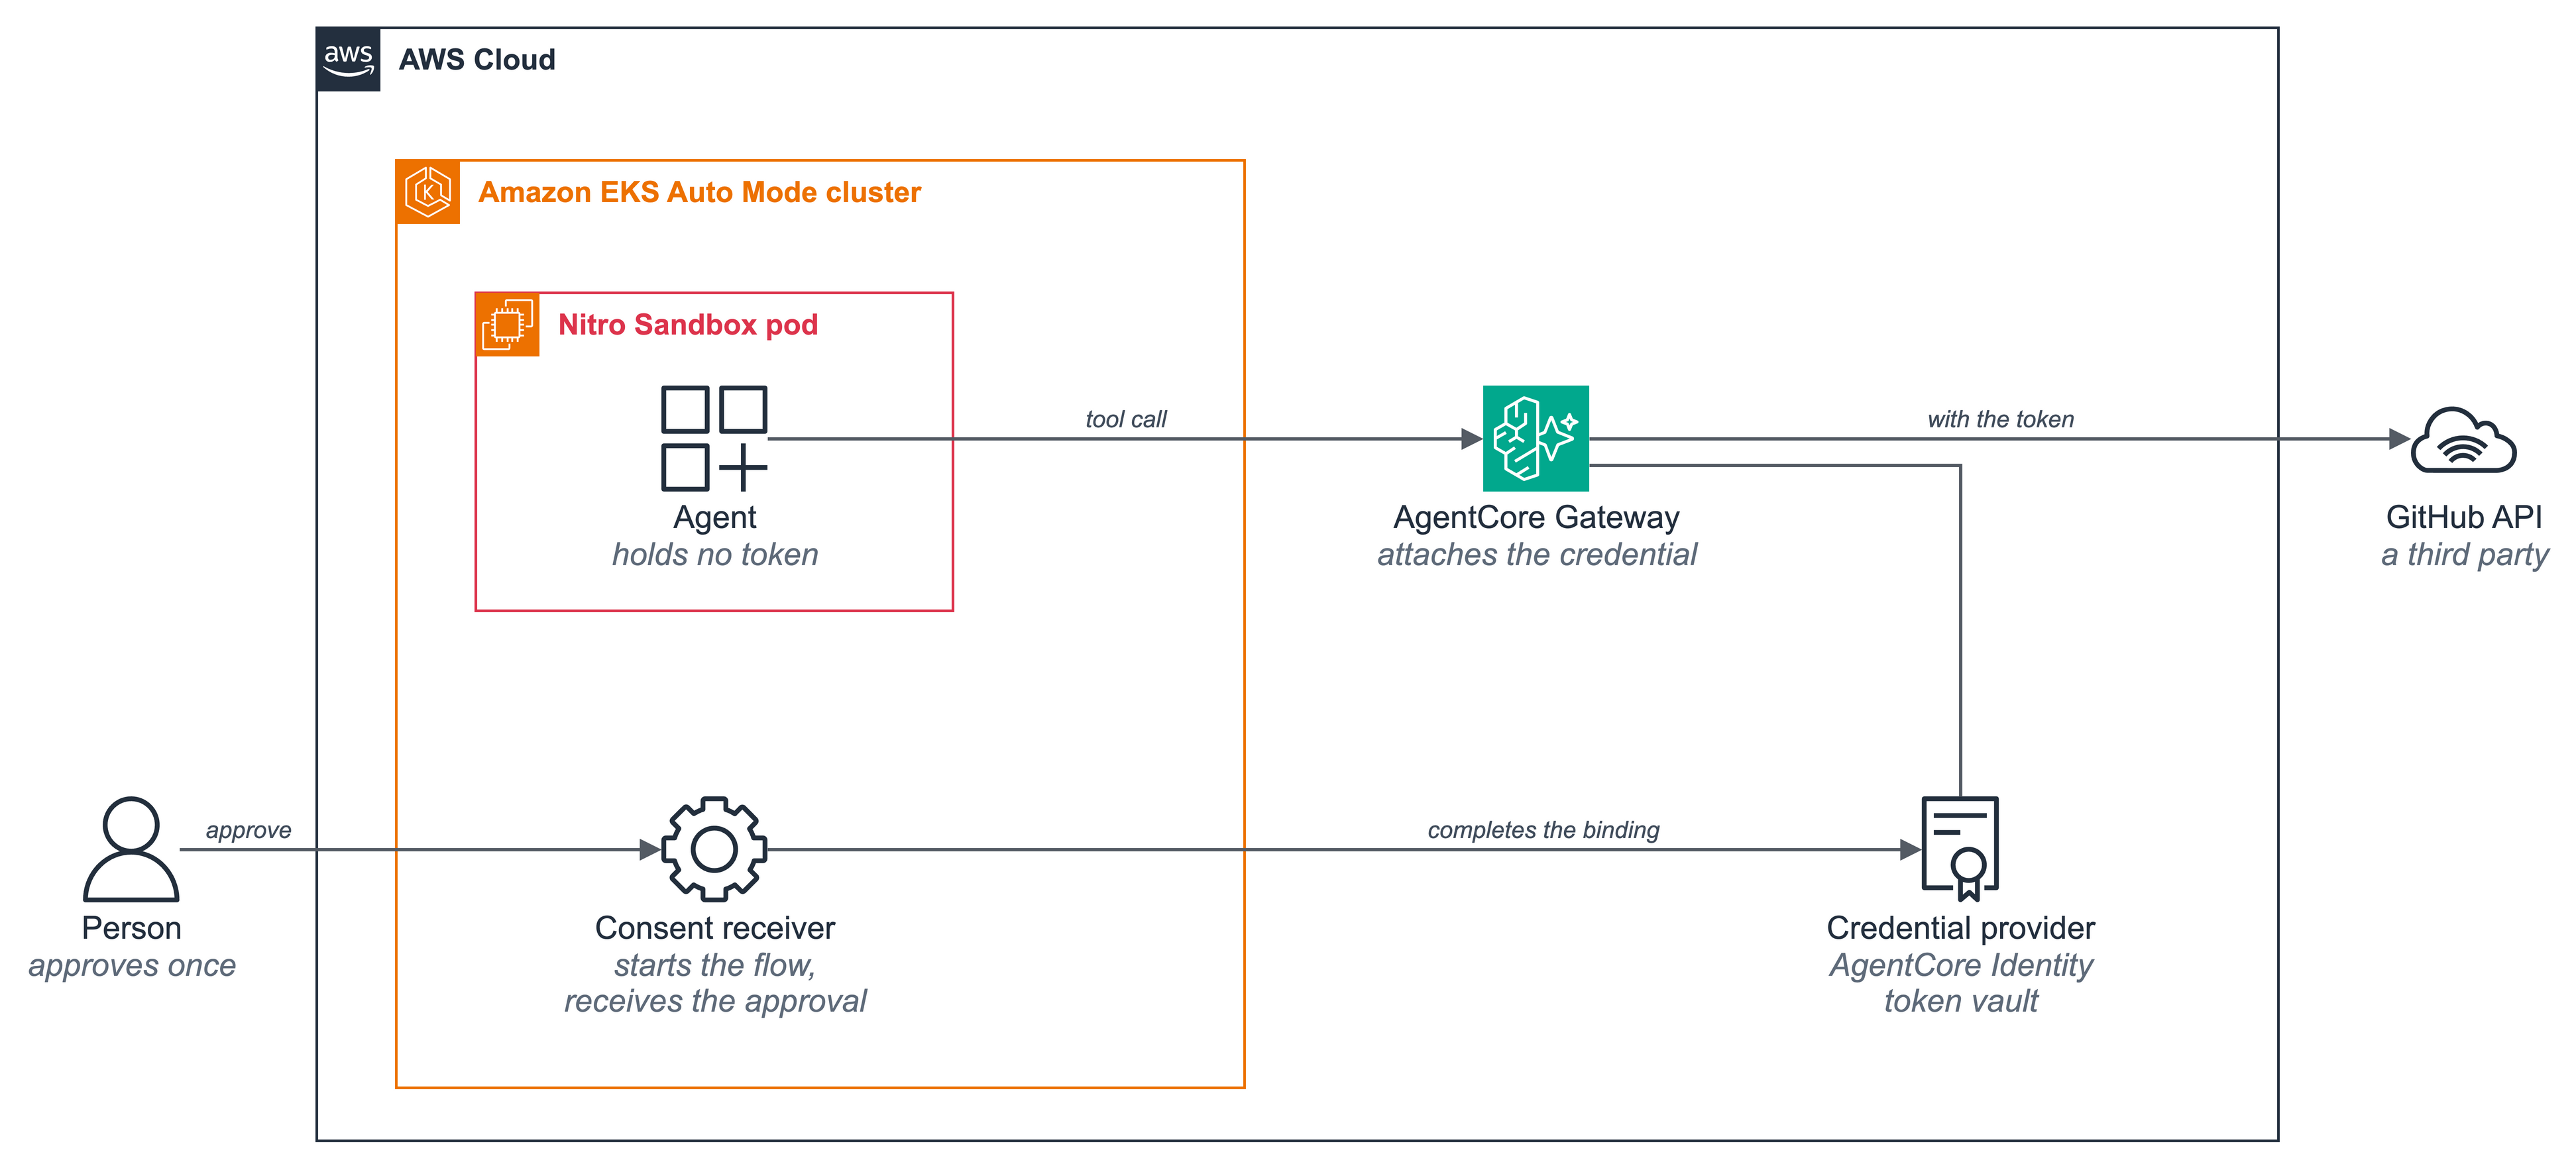 aws
AWS Cloud
Amazon EKS Auto Mode cluster
K
Nitro Sandbox pod
tool call
with the token
Agent
holds no token
AgentCore Gateway
attaches the credential
GitHub API
a third party
approve
completes the binding
Person
approves once
Consent receiver
starts the flow,
receives the approval
Credential provider
AgentCore Identity
token vault